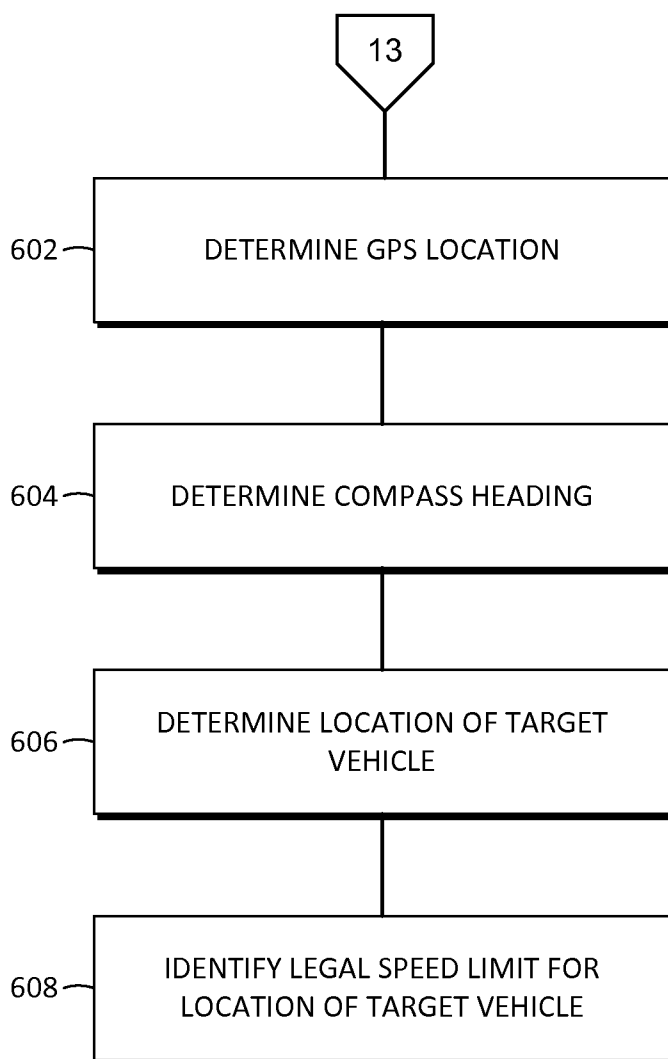 13
602
DETERMINE GPS LOCATION
604
DETERMINE COMPASS HEADING
606
DETERMINE LOCATION OF TARGET
VEHICLE
608
IDENTIFY LEGAL SPEED LIMIT FOR
LOCATION OF TARGET VEHICLE